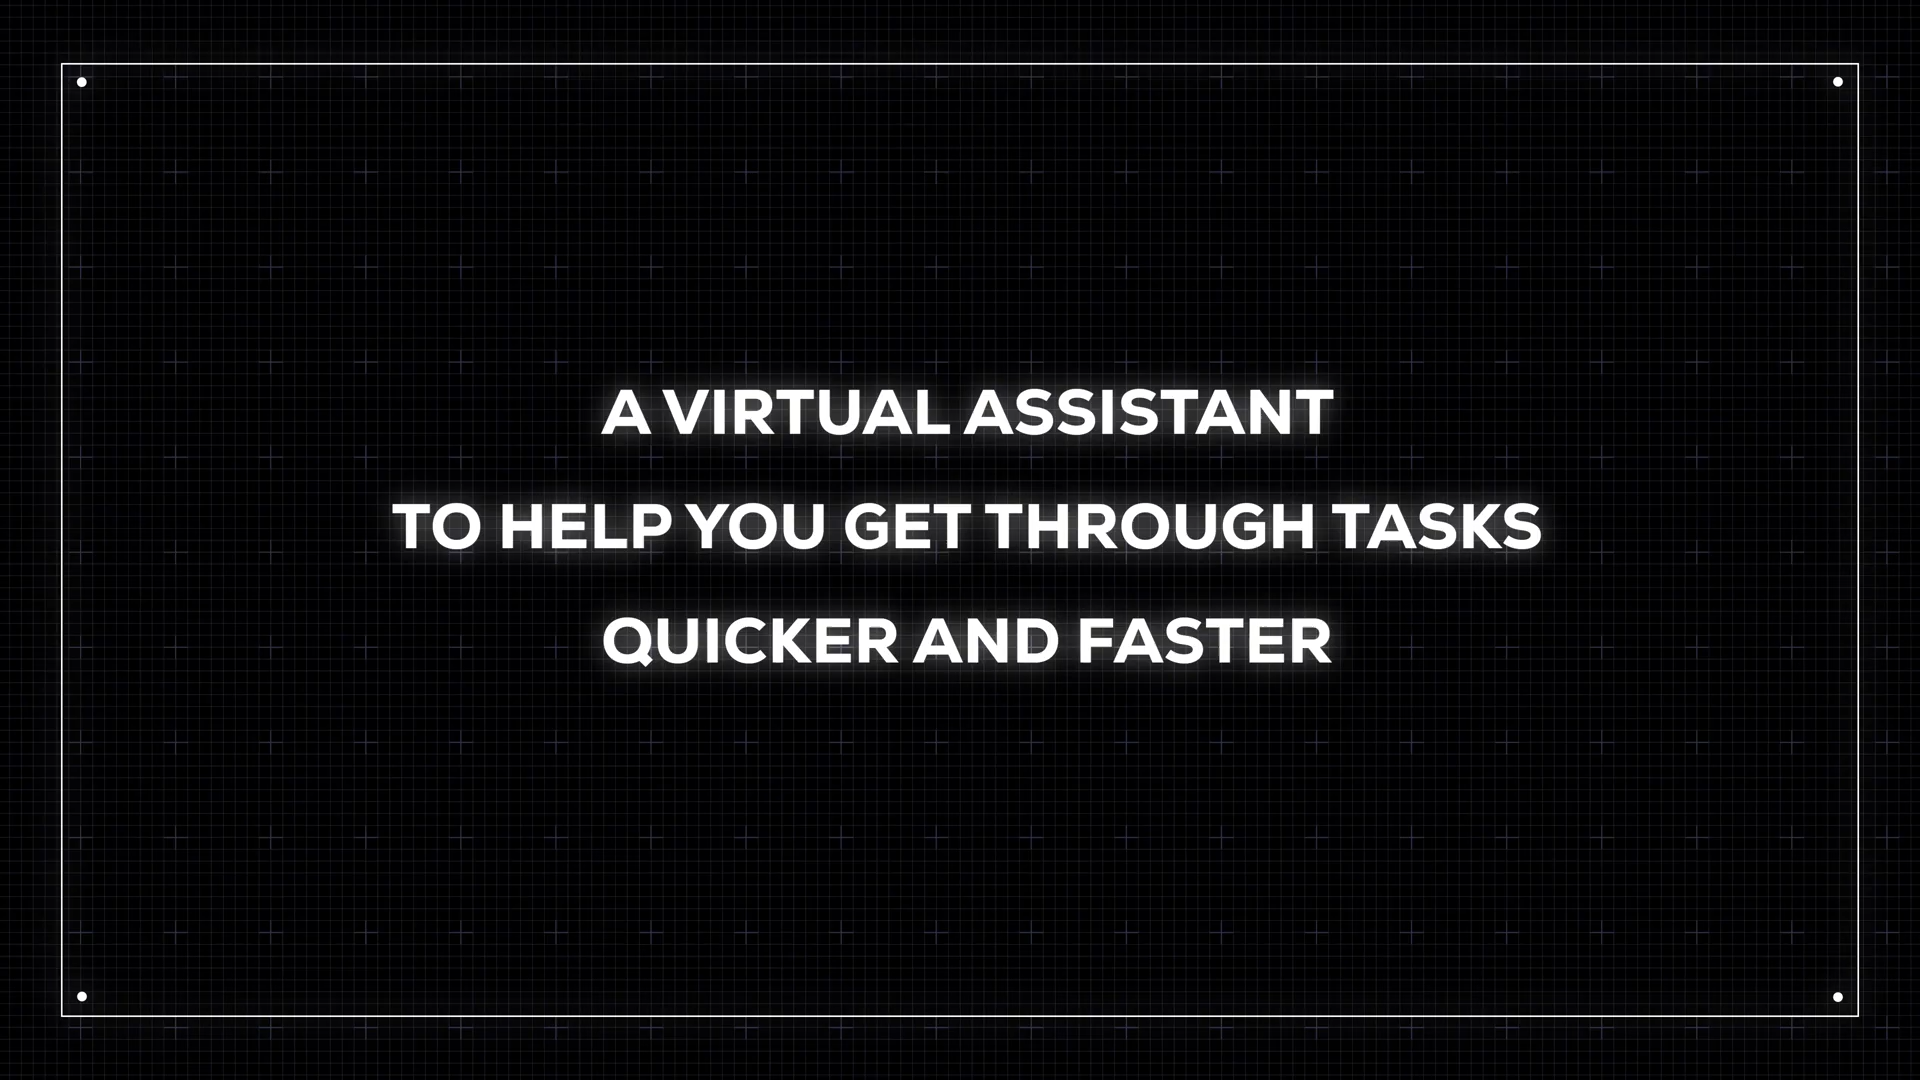 A VIRTUAL ASSISTANT
TO HELP YOU GET THROUGH TASKS
QUICKER AND FASTER